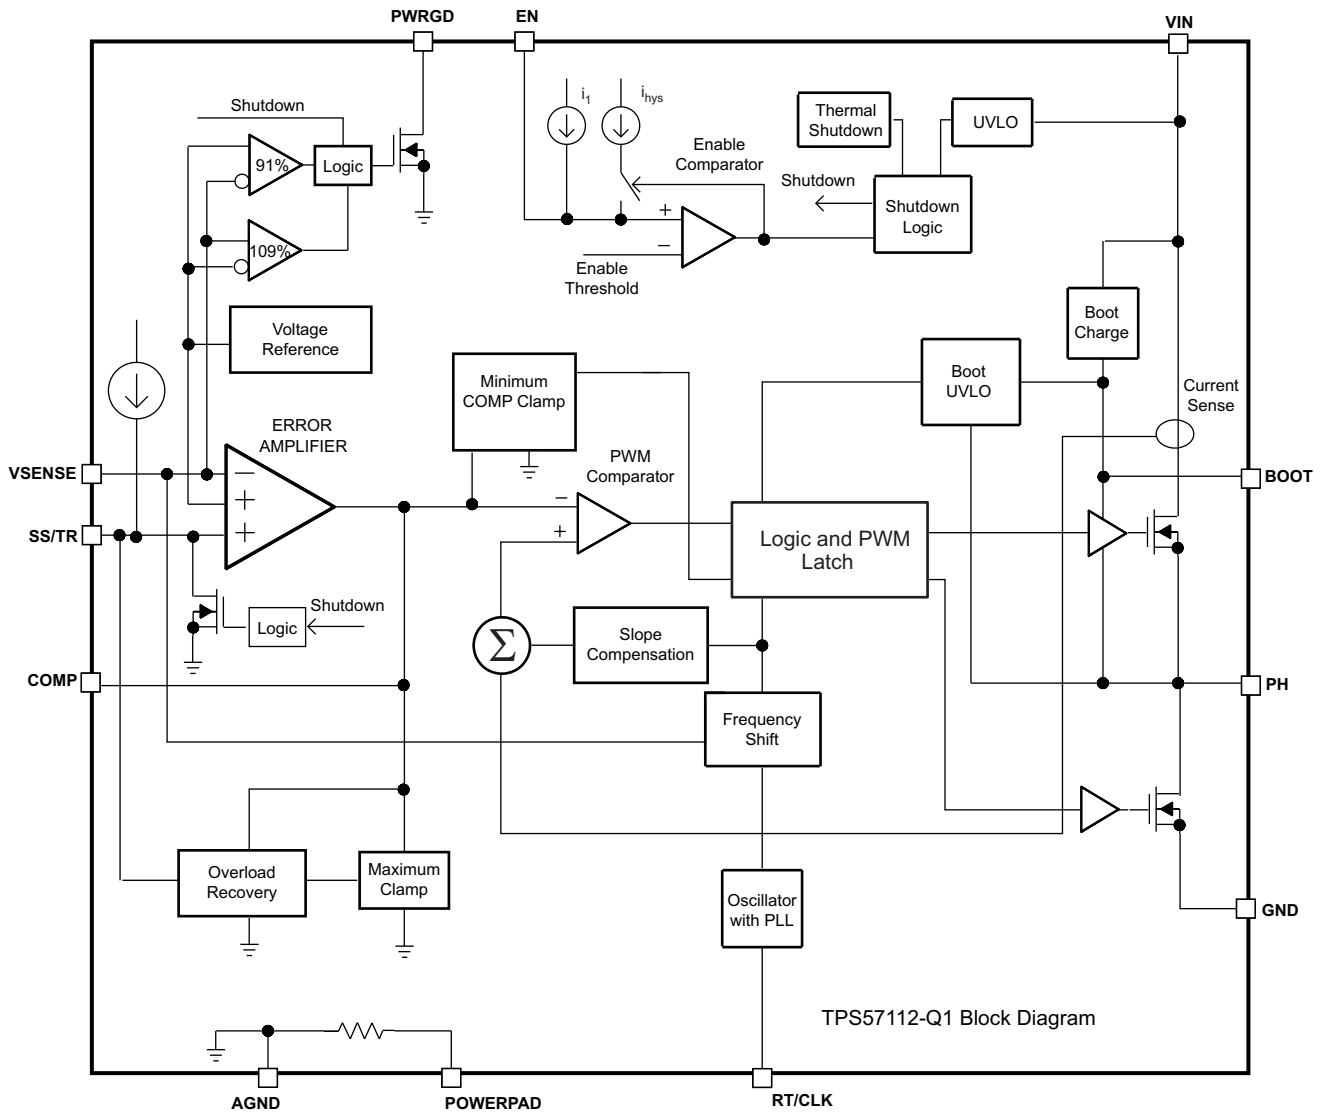 PWRGD
EN
VIN
Shutdown
91%
Logic
109%
i1
ihys
Enable
Comparator
Thermal
Shutdown
UVLO
Shutdown
Shutdown
Logic
+
−
Enable
Threshold
Voltage
Reference
Boot
Charge
Minimum
COMP Clamp
Boot
UVLO
Current
Sense
ERROR
AMPLIFIER
PWM
Comparator
VSENSE
−
+
+
SS/TR
−
+
BOOT
Logic and PWM
Latch
Shutdown
Logic
Σ
Slope
Compensation
COMP
PH
Frequency
Shift
Overload
Recovery
Maximum
Clamp
Oscillator
with PLL
GND
TPS57112-Q1 Block Diagram
AGND
POWERPAD
RT/CLK